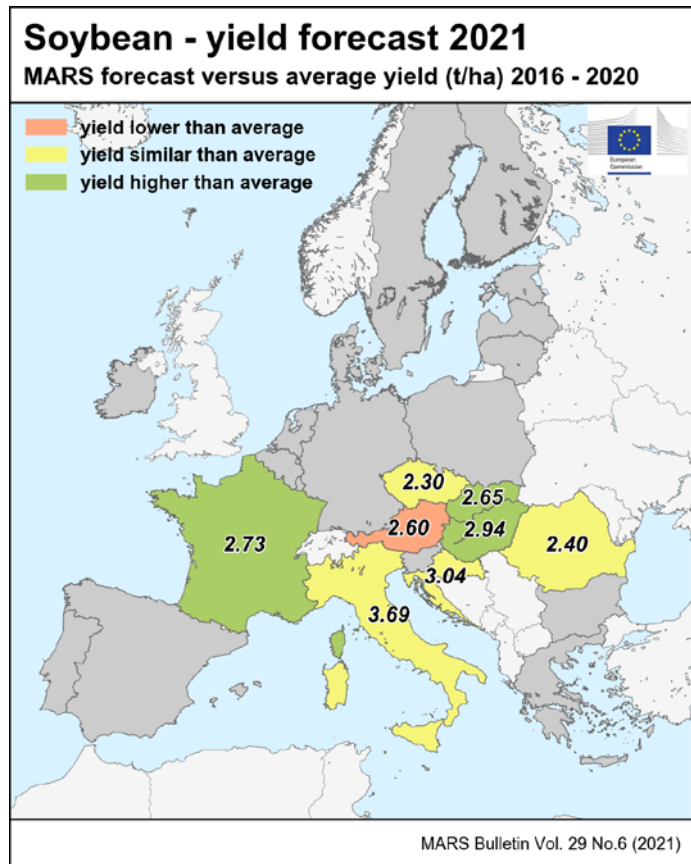 Soybean - yield forecast 2021
MARS forecast versus average yield (t/ha) 2016 - 2020
yield lower than average
yield similar than average
yield higher than average
European
Commission
2.30
2.65
2.60
2.94
2.73
2.40
3.04
3.69
MARS Bulletin Vol. 29 No.6 (2021)